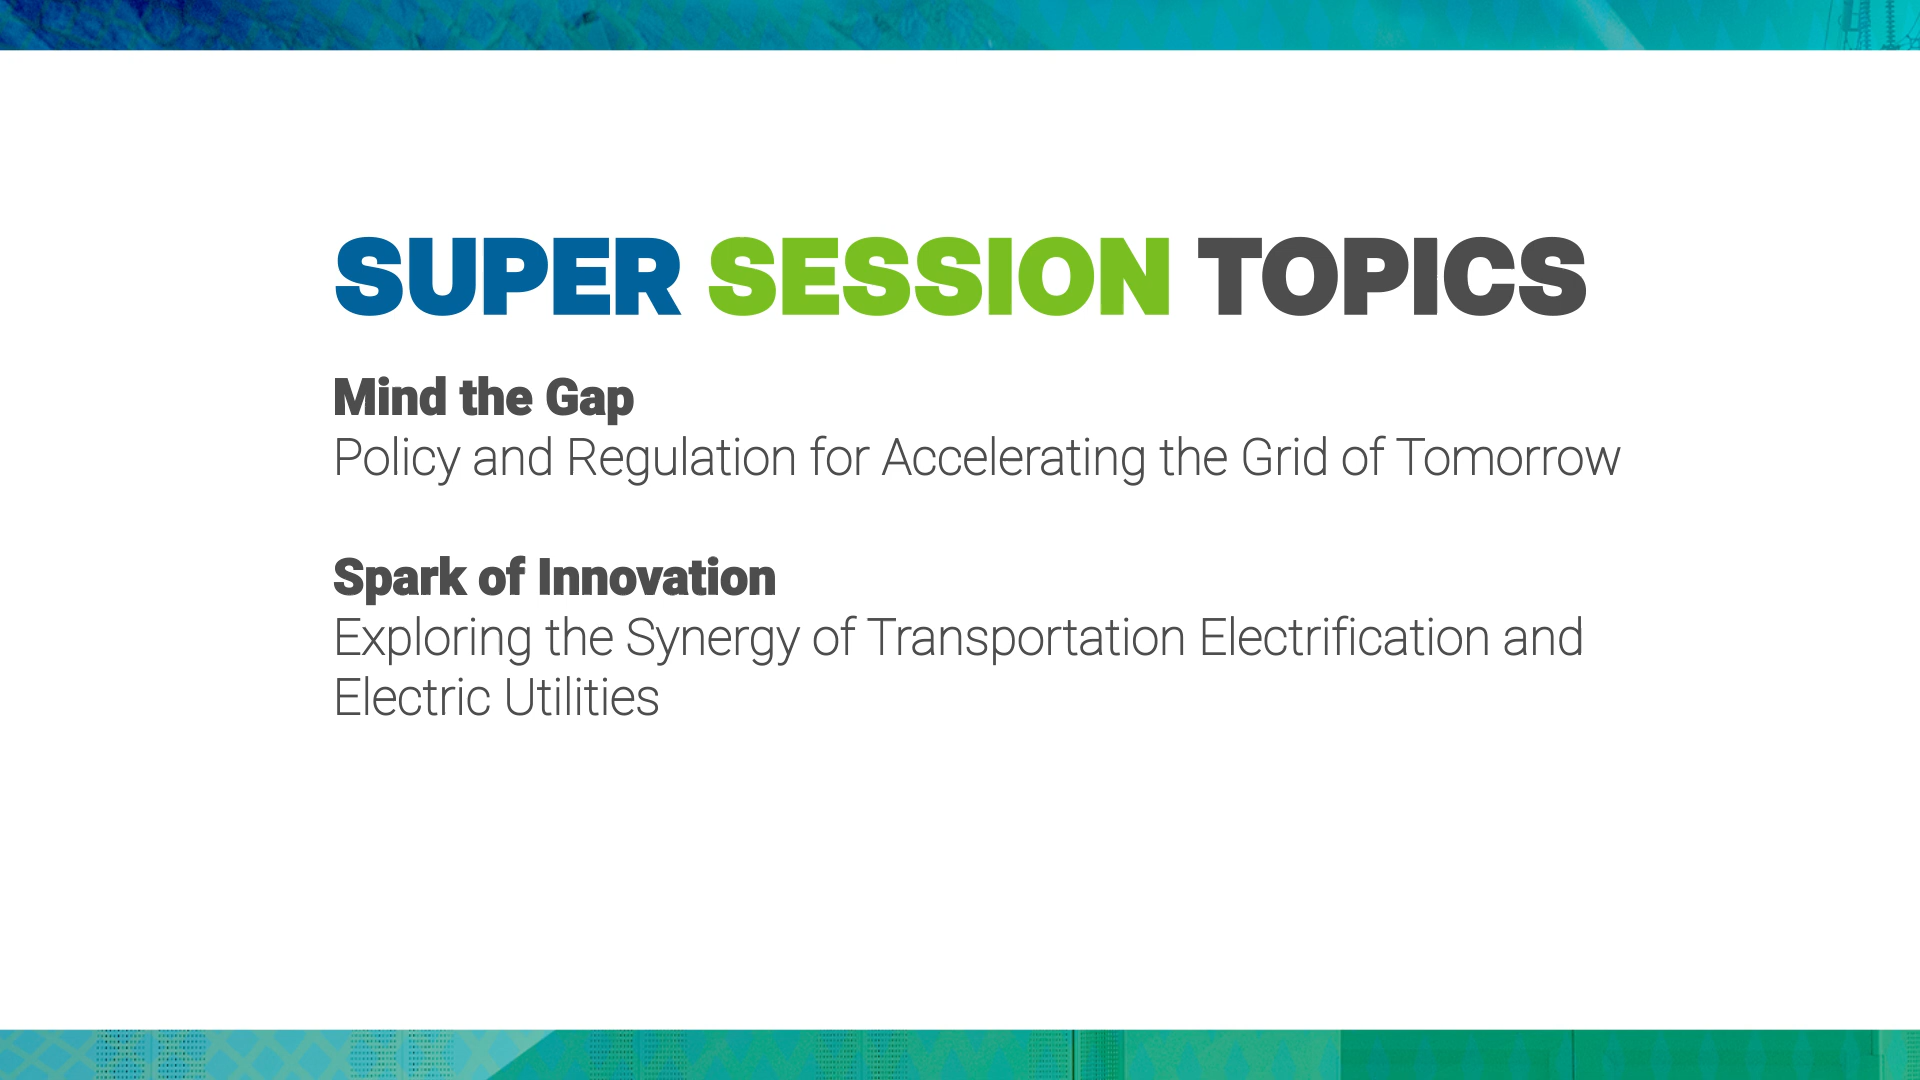 SUPER SESSION TOPICS
Mind the Gap
Policy and Regulation for Accelerating the Grid of Tomorrow
Spark of Innovation
Exploring the Synergy of Transportation Electrification and
Electric Utilities